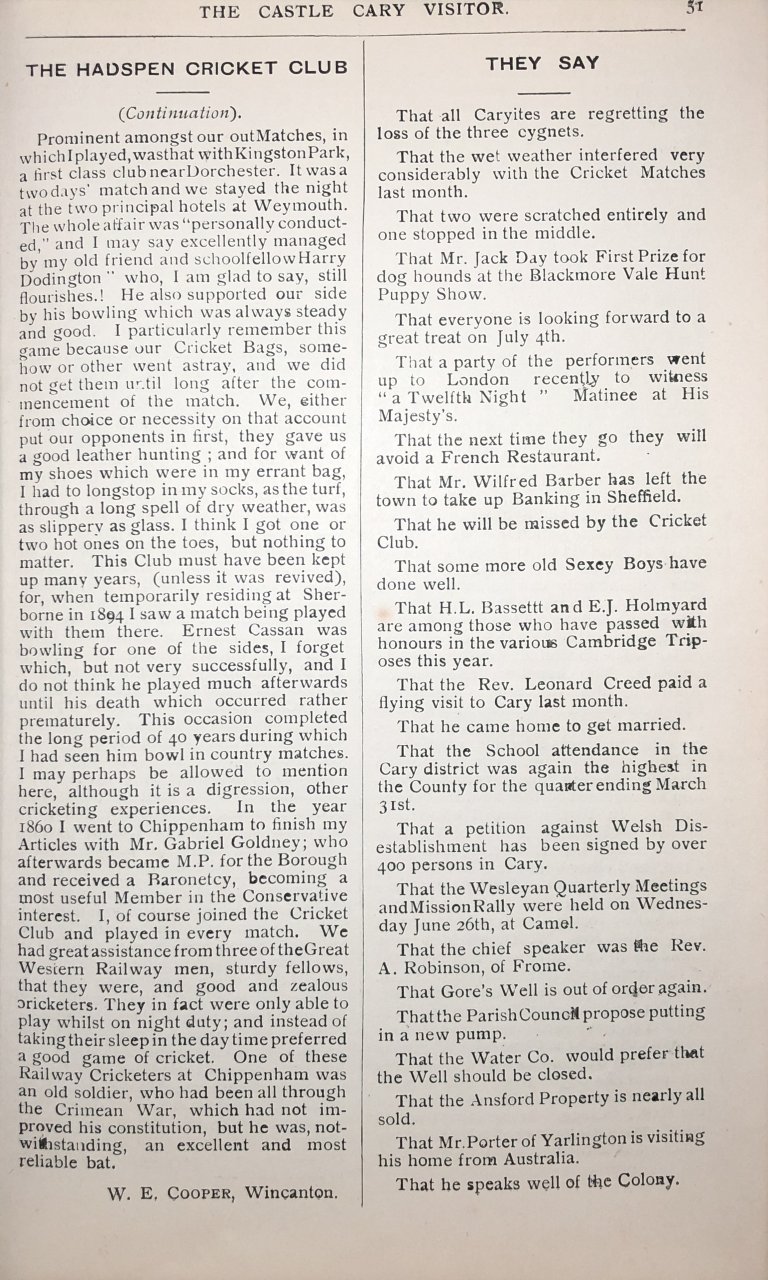 THE CASTLE CARY VISITOR.
51
THE HADSPEN CRICKET CLUB
(Continuation).
Prominent amongst our out Matches, in
which I played, was that with Kingston Park,
a first class club near Dorchester. It was a
two days' match and we stayed the night
at the two principal hotels at Weymouth.
The whole affair was "personally conduct-
ed," and I may say excellently managed
by my old friend and schoolfellow Harry
Dodington " who, I am glad to say, still
flourishes.! He also supported our side
by his bowling which was always steady
and good. I particularly remember this
game because our Cricket Bags, some-
how or other went astray, and we did
not get them until long after the com-
mencement of the match. We, either
from choice or necessity on that account
put our opponents in first, they gave us
a good leather hunting ; and for want of
my shoes which were in my errant bag,
I had to longstop in my socks, as the turf,
through a long spell of dry weather, was
as slippery as glass. I think I got one or
two hot ones on the toes, but nothing to
matter. This Club must have been kept
up many years, (unless it was revived),
for, when temporarily residing at Sher-
borne in 1894 I saw a match being played
with them there. Ernest Cassan was
bowling for one of the sides, I forget
which, but not very successfully, and I
do not think he played much afterwards
until his death which occurred rather
prematurely. This occasion completed
the long period of 40 years during which
I had seen him bowl in country matches.
I may perhaps be allowed to mention
here, although it is a digression, other
cricketing experiences. In the year
1860 I went to Chippenham to finish my
Articles with Mr. Gabriel Goldney; who
afterwards became M.P. for the Borough
and received a Baronetcy, becoming a
most useful Member in the Conservative
interest. I, of course joined the Cricket
Club and played in every match. We
had great assistance from three of the Great
Western Railway men, sturdy fellows,
that they were, and good and zealous
cricketers. They in fact were only able to
play whilst on night duty; and instead of
taking their sleep in the day time preferred
a good game of cricket. One of these
Railway Cricketers at Chippenham was
an old soldier, who had been all through
the Crimean War, which had not im-
proved his constitution, but he was, not-
withstanding, an excellent and most
reliable bat.
W. E. COOPER, Wincanton.
THEY SAY
That all Caryites are regretting the
loss of the three cygnets.
That the wet weather interfered very
considerably with the Cricket Matches
last month.
That two were scratched entirely and
one stopped in the middle.
That Mr. Jack Day took First Prize for
dog hounds at the Blackmore Vale Hunt
Puppy Show.
That everyone is looking forward to a
great treat on July 4th.
That a party of the performers went
up to London recently to witness
" a Twelfth Night " Matinee at His
Majesty's.
That the next time they go they will
avoid a French Restaurant.
That Mr. Wilfred Barber has left the
town to take up Banking in Sheffield.
That he will be missed by the Cricket
Club.
That some more old Sexey Boys have
done well.
That H.L. Bassettt and E.J. Holmyard
are among those who have passed with
honours in the various Cambridge Trip-
oses this year.
That the Rev. Leonard Creed paid a
flying visit to Cary last month.
That he came home to get married.
That the School attendance in the
Cary district was again the highest in
the County for the quarter ending March
31st.
That a petition against Welsh Dis-
establishment has been signed by over
400 persons in Cary.
That the Wesleyan Quarterly Meetings
and Mission Rally were held on Wednes-
day June 26th, at Camel.
That the chief speaker was the Rev.
A. Robinson, of Frome.
That Gore's Well is out of order again.
That the Parish Council propose putting
in a new pump.
That the Water Co. would prefer that
the Well should be closed.
That the Ansford Property is nearly all
sold.
That Mr. Porter of Yarlington is visiting
his home from Australia.
That he speaks well of the Colony.